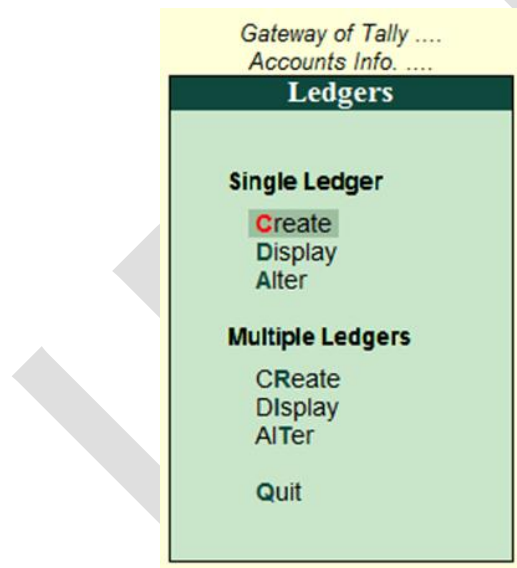 Gateway of Tally ....
Accounts Info. ....
Ledgers
Single Ledger
Create
Display
Alter
Multiple Ledgers
CReate
DIsplay
AlTer
Quit